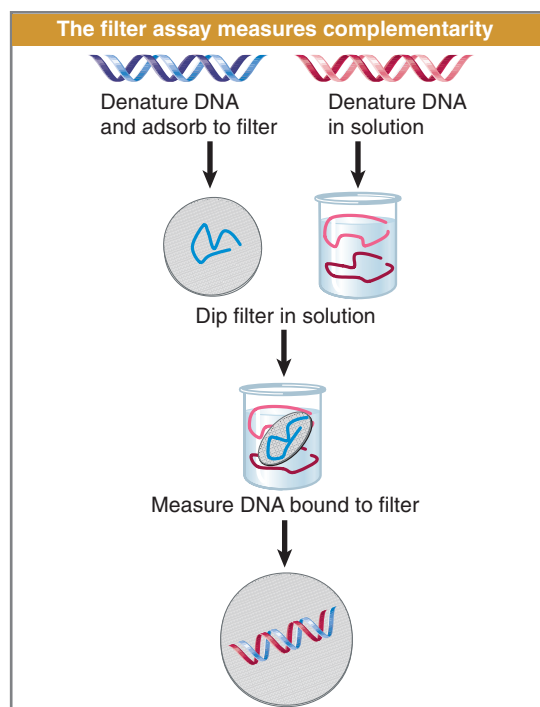 The filter assay measures complementarity
Denature DNA
and adsorb to filter
Denature DNA
in solution
Dip filter in solution
Measure DNA bound to filter